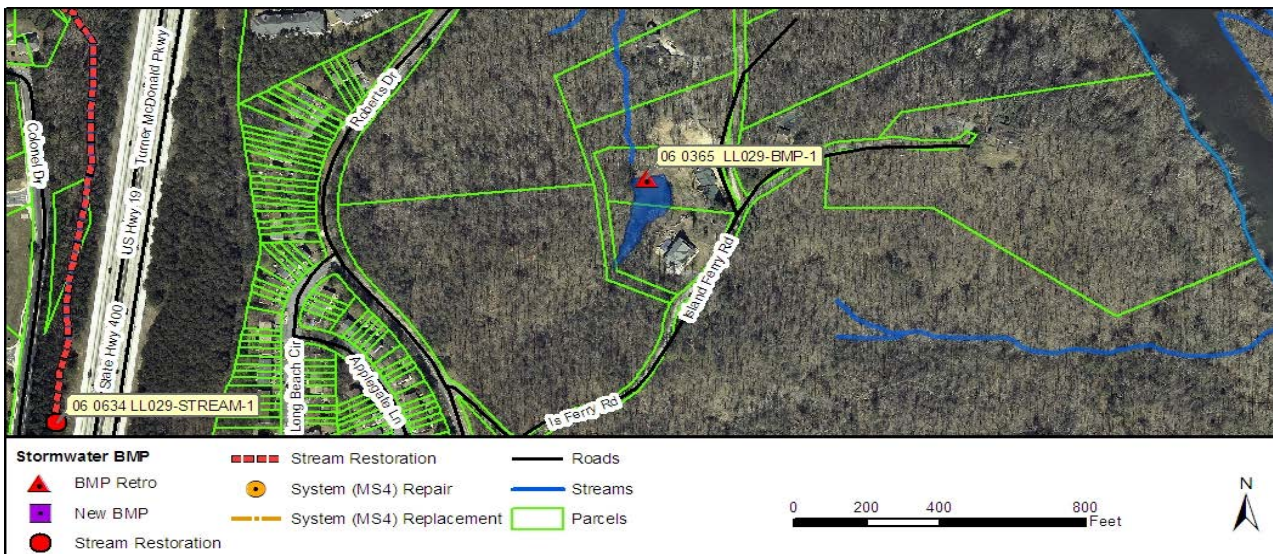 Colonel Dr
US Hwy 19
Turner McDonald Pkwy
State Hwy 400
Roberts Dr
06 0365 LL029-BMP-1
Island Ferry Rd
06 0634 LL029-STREAM-1
Long Beach Cir
Applegate Ln
Is Ferry Rd
Stormwater BMP
BMP Retro
New BMP
Stream Restoration
Stream Restoration
System (MS4) Repair
System (MS4) Replacement
Roads
Streams
Parcels
0 200 400 800
Feet
N